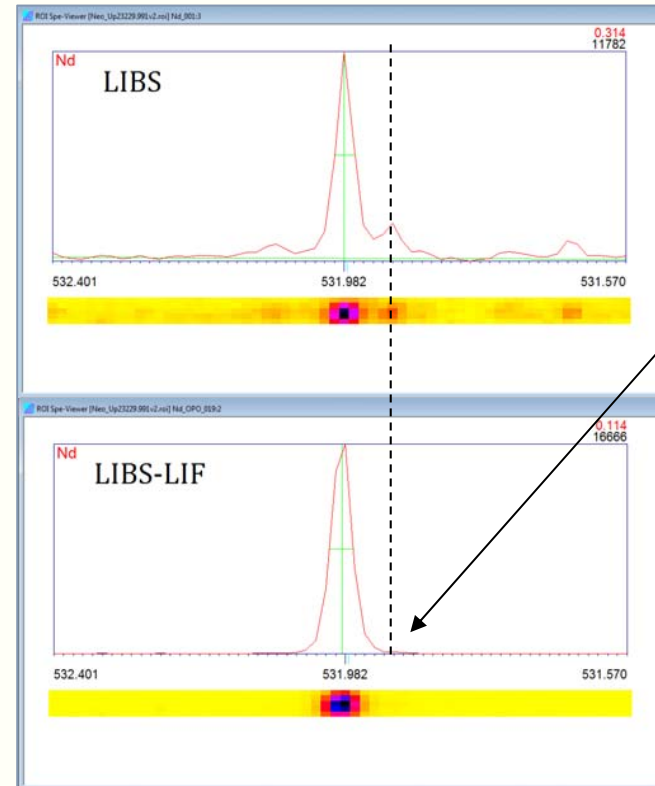 ROI Spe-Viewer [Neo_Up23229.991v2.roi] Nd_001:3
0.314
11782
Nd
LIBS
532.401 531.982 531.570
ROI Spe-Viewer [Neo_Up23229.991v2.roi] Nd_OPO_019:2
0.114
16666
Nd
LIBS-LIF
532.401 531.982 531.570